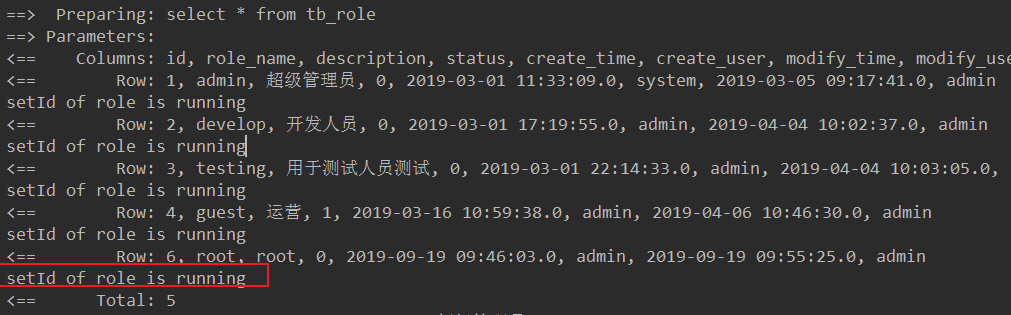 ==>  Preparing: select * from tb_role
==> Parameters:
<==    Columns: id, role_name, description, status, create_time, create_user, modify_time, modify_use
<==        Row: 1, admin, 超级管理员, 0, 2019-03-01 11:33:09.0, system, 2019-03-05 09:17:41.0, admin
setId of role is running
<==        Row: 2, develop, 开发人员, 0, 2019-03-01 17:19:55.0, admin, 2019-04-04 10:02:37.0, admin
setId of role is running
<==        Row: 3, testing, 用于测试人员测试, 0, 2019-03-01 22:14:33.0, admin, 2019-04-04 10:03:05.0,
setId of role is running
<==        Row: 4, guest, 运营, 1, 2019-03-16 10:59:38.0, admin, 2019-04-06 10:46:30.0, admin
setId of role is running
<==        Row: 6, root, root, 0, 2019-09-19 09:46:03.0, admin, 2019-09-19 09:55:25.0, admin
setId of role is running
<==      Total: 5